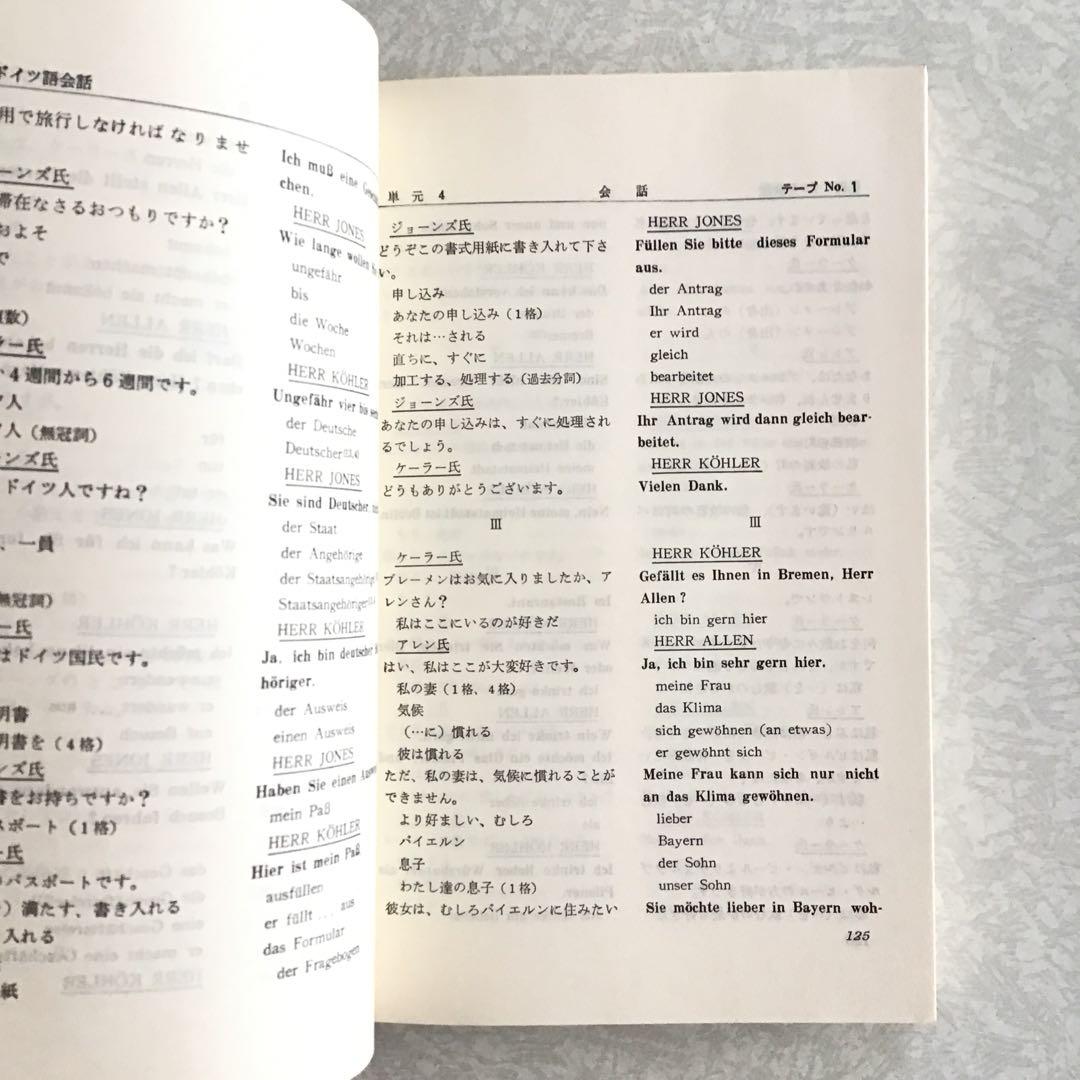 ドイツ語会話
用で旅行しなければなりませ
ーンズ氏
滞在なさるおつもりですか？
およそ
で
数）
ー氏
４週間から６週間です。
人
人（無冠詞）
ンズ氏
ドイツ人ですね？
、一員
無冠詞）
ー氏
はドイツ国民です。
明書
明書を（４格）
ンズ氏
書をお持ちですか？
スポート（１格）
ー氏
のパスポートです。
）満たす、書き入れる
入れる
紙
Ich muß eine
chen.
HERR JONES
Wie lange wollen
ungefähr
bis
die Woche
Wochen
HERR KÖHLER
Ungefähr vier bis
der Deutsche
Deutscher
HERR JONES
Sie sind Deutscher
der Staat
der Angehörige
der Staatsangehörige
Staatsangehöriger
HERR KÖHLER
Ja, ich bin deutscher
höriger.
der Ausweis
einen Ausweis
HERR JONES
Haben Sie einen
mein Paß
HERR KÖHLER
Hier ist mein Paß
ausfüllen
er füllt … aus
das Formular
der Fragebogen
単元 4 会話 テープ No. 1
ジョーンズ氏
どうぞこの書式用紙に書き入れて下さ
い。
申し込み
あなたの申し込み（１格）
それは…される
直ちに、すぐに
加工する、処理する（過去分詞）
ジョーンズ氏
あなたの申し込みは、すぐに処理され
るでしょう。
ケーラー氏
どうもありがとうございます。
Ⅲ
ケーラー氏
ブレーメンはお気に入りましたか、ア
レンさん？
私はここにいるのが好きだ
アレン氏
はい、私はここが大変好きです。
私の妻（１格、４格）
気候
（…に）慣れる
彼は慣れる
ただ、私の妻は、気候に慣れることが
できません。
より好ましい、むしろ
バイエルン
息子
わたし達の息子（１格）
彼女は、むしろバイエルンに住みたい
HERR JONES
Füllen Sie bitte dieses Formular
aus.
der Antrag
Ihr Antrag
er wird
gleich
bearbeitet
HERR JONES
Ihr Antrag wird dann gleich bear-
beitet.
HERR KÖHLER
Vielen Dank.
Ⅲ
HERR KÖHLER
Gefällt es Ihnen in Bremen, Herr
Allen ?
ich bin gern hier
HERR ALLEN
Ja, ich bin sehr gern hier.
meine Frau
das Klima
sich gewöhnen (an etwas)
er gewöhnt sich
Meine Frau kann sich nur nicht
an das Klima gewöhnen.
lieber
Bayern
der Sohn
unser Sohn
Sie möchte lieber in Bayern woh-
125